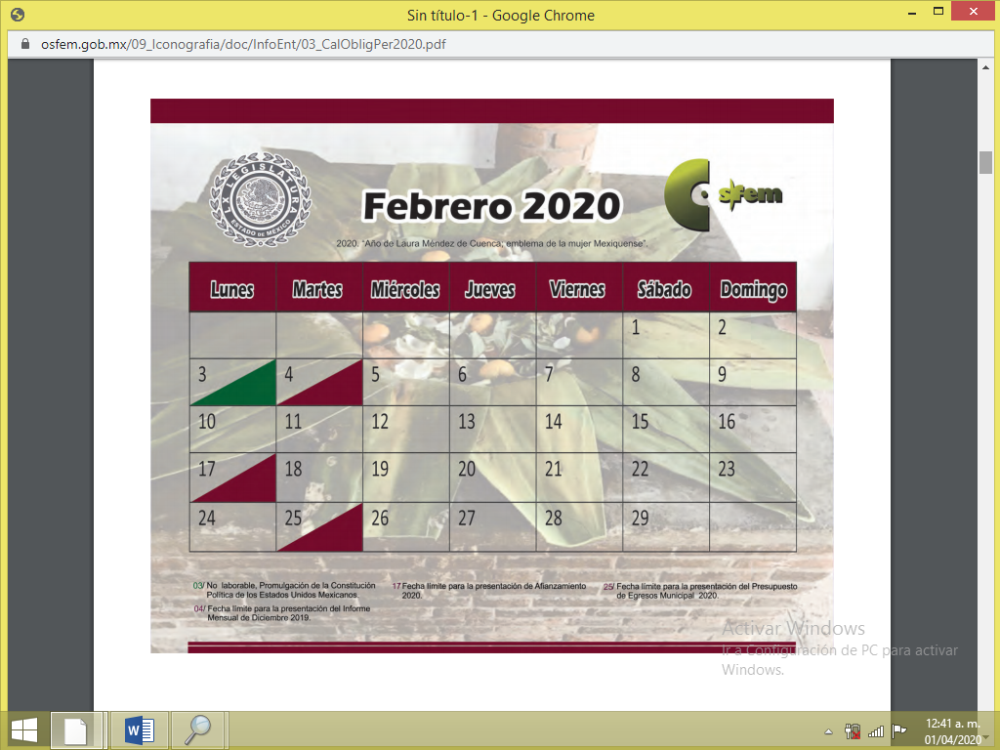 Sin título-1 - Google Chrome
osfem.gob.mx/09_Iconografia/doc/InfoEnt/03_CalObligPer2020.pdf
LX LEGISLATURA
ESTADO DE MÉXICO
Febrero 2020
sfem
2020. "Año de Laura Méndez de Cuenca; emblema de la mujer Mexiquense".
Lunes Martes Miércoles Jueves Viernes Sábado Domingo
1 2
3 4 5 6 7 8 9
10 11 12 13 14 15 16
17 18 19 20 21 22 23
24 25 26 27 28 29
03/ No laborable, Promulgación de la Constitución
Política de los Estados Unidos Mexicanos.
04/ Fecha límite para la presentación del Informe
Mensual de Diciembre 2019.
17 Fecha límite para la presentación de Afianzamiento
2020.
25/ Fecha límite para la presentación del Presupuesto
de Egresos Municipal 2020.
Activar Windows
Ir a Configuración de PC para activar
Windows.
12:41 a. m.
01/04/2020